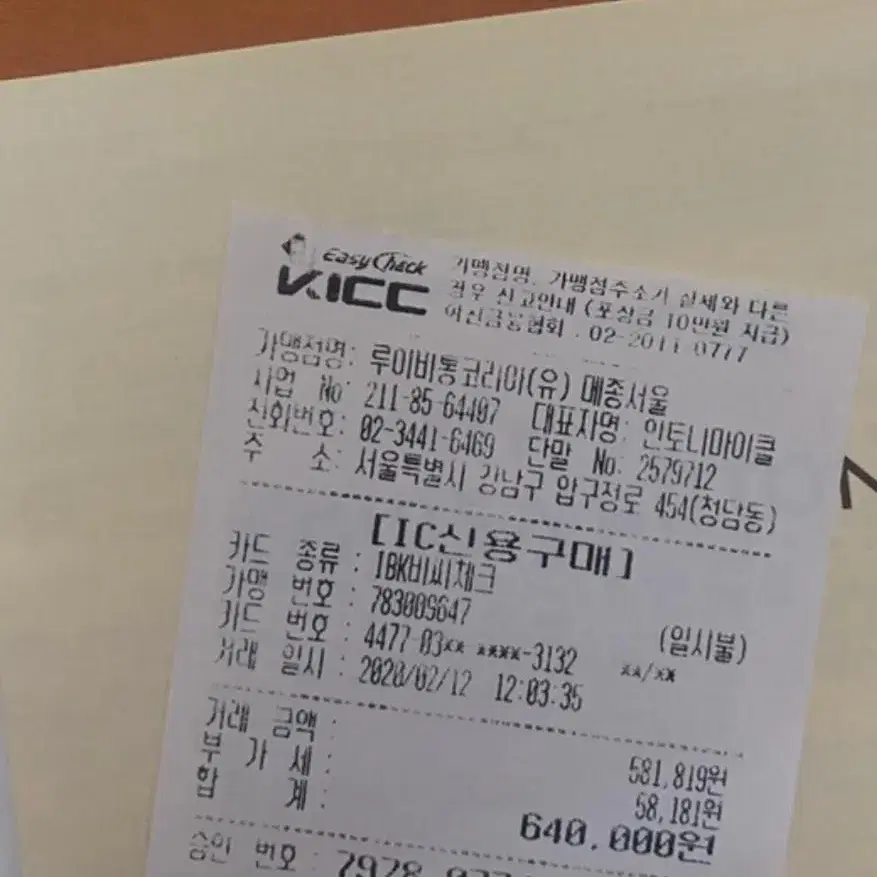 EasyCheck
KICC
가맹점명, 가맹점주소가 실제와 다른
경우 신고안내 (포상금 10만원 지급)
여신금융협회 : 02-2011-0777
가맹점명: 루이비통코리아(유) 메종서울
사업 No: 211-85-64497 대표자명: 안토니마이클
전화번호: 02-3441-6469 단말 No: 2579712
주 소: 서울특별시 강남구 압구정로 454(청담동)
[IC신용구매]
카드 종류 : IBK비씨체크
가맹 번호 : 783009647 (일시불)
카드 번호 : 4477-03** ****-3132 **/**
거래 일시 : 2020/02/12 12:03:35
거래 금액 : 581,819원
부 가 세 : 58,181원
합 계 : 640,000원
승인 번호 : 7978